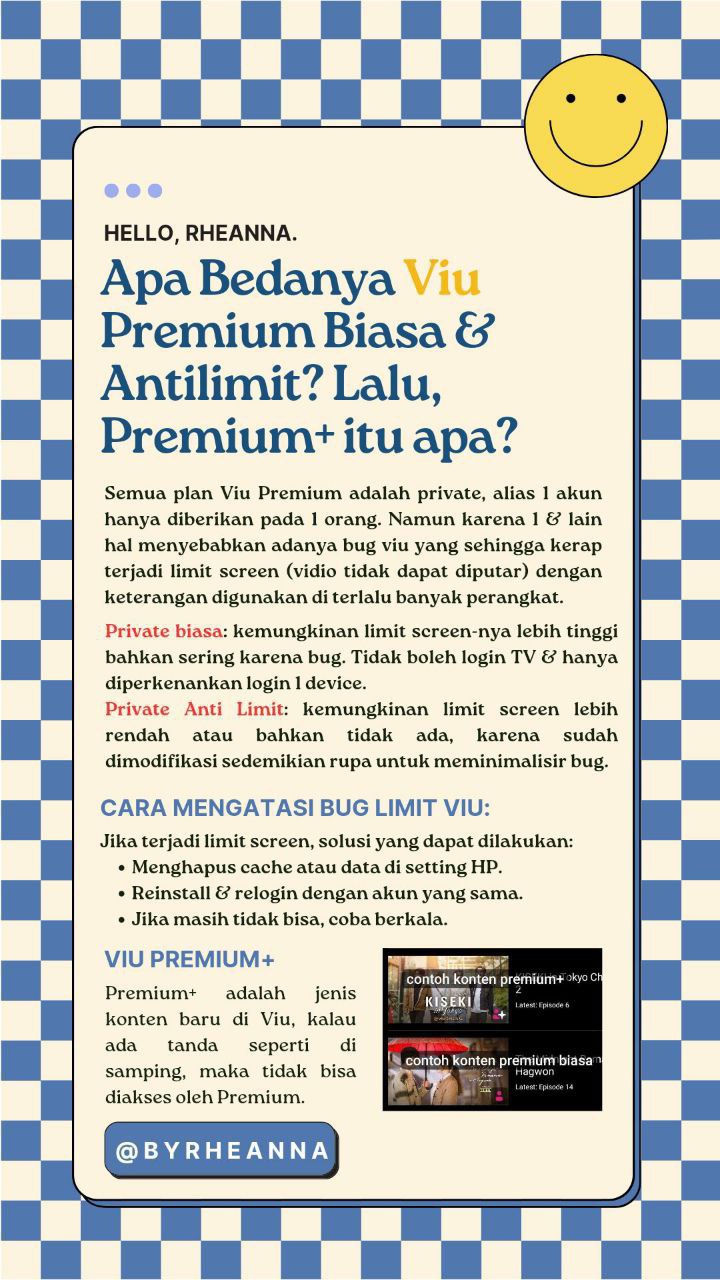 HELLO, RHEANNA.
Apa Bedanya Viu
Premium Biasa &
Antilimit? Lalu,
Premium+ itu apa?
Semua plan Viu Premium adalah private, alias 1 akun
hanya diberikan pada 1 orang. Namun karena 1 & lain
hal menyebabkan adanya bug viu yang sehingga kerap
terjadi limit screen (vidio tidak dapat diputar) dengan
keterangan digunakan di terlalu banyak perangkat.
Private biasa: kemungkinan limit screen-nya lebih tinggi
bahkan sering karena bug. Tidak boleh login TV & hanya
diperkenankan login 1 device.
Private Anti Limit: kemungkinan limit screen lebih
rendah atau bahkan tidak ada, karena sudah
dimodifikasi sedemikian rupa untuk meminimalisir bug.
CARA MENGATASI BUG LIMIT VIU:
Jika terjadi limit screen, solusi yang dapat dilakukan:
• Menghapus cache atau data di setting HP.
• Reinstall & relogin dengan akun yang sama.
• Jika masih tidak bisa, coba berkala.
VIU PREMIUM+
Premium+ adalah jenis
konten baru di Viu, kalau
ada tanda seperti di
samping, maka tidak bisa
diakses oleh Premium.
contoh konten premium+
Tokyo Ch
2
KISEKI
Latest: Episode 6
contoh konten premium biasa
Hagwon
Latest: Episode 14
@BYRHEANNA